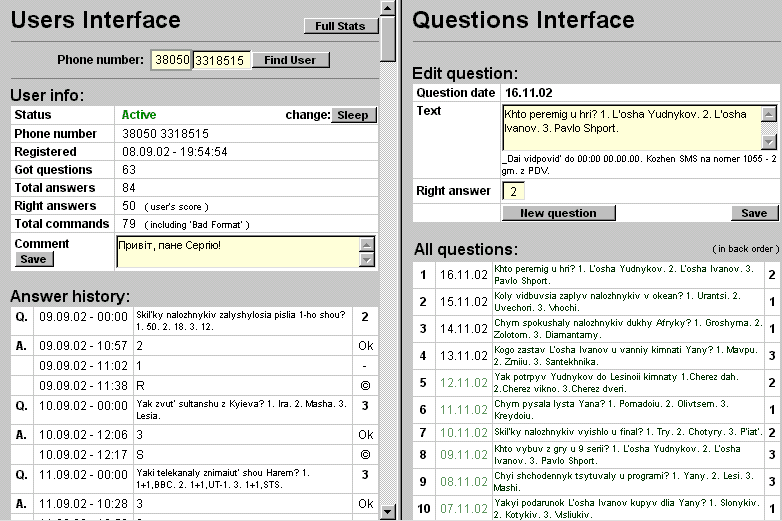 Users Interface
Full Stats
Phone number: 38050 3318515 Find User
User info:
Status Active change: Sleep
Phone number 38050 3318515
Registered 08.09.02 - 19:54:54
Got questions 63
Total answers 84
Right answers 50 ( user's score )
Total commands 79 ( including 'Bad Format' )
Comment Привіт, пане Сергію!
Save
Answer history:
Q. 09.09.02 - 00:00 Skil'ky nalozhnykiv zalyshylosia pislia 1-ho shou? 2
1. 50. 2. 18. 3. 12.
A. 09.09.02 - 10:57 2 Ok
09.09.02 - 11:02 1 -
09.09.02 - 11:38 R ©
Q. 10.09.02 - 00:00 Yak zvut' sultanshu z Kyieva? 1. Ira. 2. Masha. 3. 3
Lesia.
A. 10.09.02 - 12:06 3 Ok
10.09.02 - 12:17 S ©
Q. 11.09.02 - 00:00 Yaki telekanaly znimaiut' shou Harem? 1. 3
1+1,BBC. 2. 1+1,UT-1. 3. 1+1,STS.
A. 11.09.02 - 10:28 3 Ok
Questions Interface
Edit question:
Question date 16.11.02
Text Khto peremig u hri? 1. L'osha Yudnykov. 2. L'osha
Ivanov. 3. Pavlo Shport.
_Dai vidpovid' do 00:00 00.00.00. Kozhen SMS na nomer 1055 - 2
grn. z PDV.
Right answer 2
New question Save
All questions: ( in back order )
1 16.11.02 Khto peremig u hri? 1. L'osha Yudnykov. 2. L'osha Ivanov. 3. 2
Pavlo Shport.
2 15.11.02 Koly vidbuvsia zaplyv nalozhnykiv v okean? 1. Urantsi. 2. 1
Uvechori. 3. Vnochi.
3 14.11.02 Chym spokushaly nalozhnykiv dukhy Afryky? 1. Groshyma. 2. 1
Zolotom. 3. Diamantamy.
4 13.11.02 Kogo zastav L'osha Ivanov u vanniy kimnati Yany? 1. Mavpu. 3
2. Zmiiu. 3. Santekhnika.
5 12.11.02 Yak potrpyv Yudnykov do Lesinoii kimnaty 1.Cherez dah. 2
2.Cherez vikno. 3.Cherez dveri.
6 11.11.02 Chym pysala lysta Yana? 1. Pomadoiu. 2. Olivtsem. 3. 1
Kreydoiu.
7 10.11.02 Skil'ky nalozhnykiv vyishlo u final? 1. Try. 2. Chotyry. 3. P'iat'. 2
8 09.11.02 Khto vybuv z gry u 9 serii? 1. L'osha Yudnykov. 2. L'osha 3
Ivanov. 3. Pavlo Shport.
9 08.11.02 Chyi shchodennyk tsytuvaly u programi? 1. Yany. 2. Lesi. 3. 3
Mashi.
10 07.11.02 Yakyi podarunok L'osha Ivanov kupyv dlia Yany? 1. Slonykiv. 1
2. Kotykiv. 3. Vsliukiv.